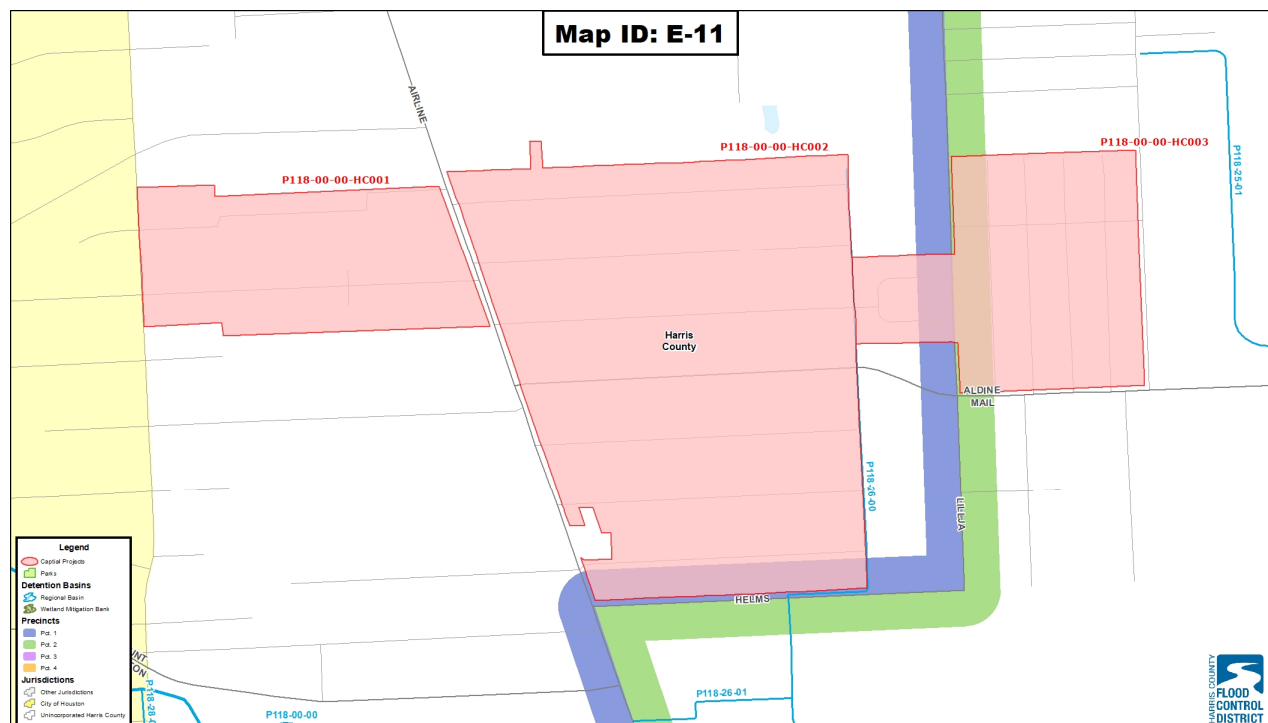 Map ID: E-11
AIRLINE
P118-00-00-HC001
P118-00-00-HC002
P118-00-00-HC003
P118-25-01
Harris
County
ALDINE
MAIL
P118-26-00
LILLJA
HELMS
P118-26-01
P118-00-00
Legend
Captial Projects
Parks
Detention Basins
Regional Basin
Wetland Mitigation Bank
Precincts
Pct. 1
Pct. 2
Pct. 3
Pct. 4
Jurisdictions
Other Jurisdictions
City of Houston
Unincorporated Harris County
HARRIS COUNTY
FLOOD
CONTROL
DISTRICT